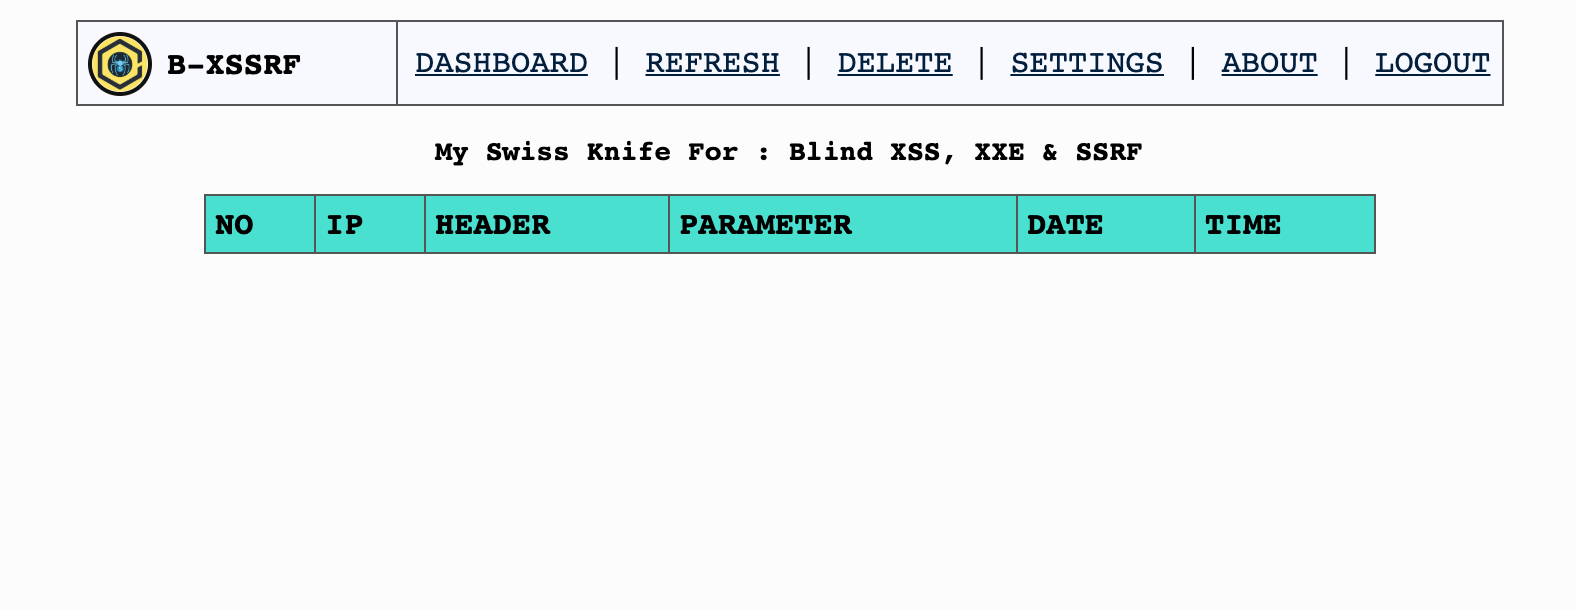 B-XSSRF DASHBOARD | REFRESH | DELETE | SETTINGS | ABOUT | LOGOUT
My Swiss Knife For : Blind XSS, XXE & SSRF
NO IP HEADER PARAMETER DATE TIME